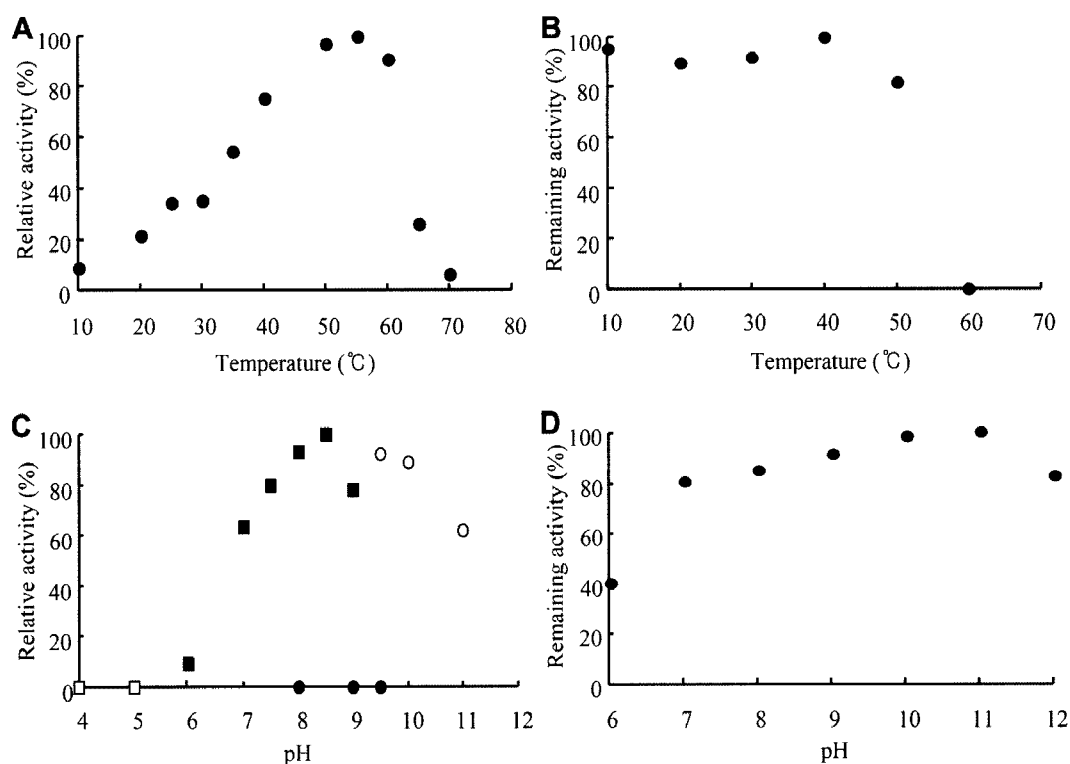 A
Relative activity (%)
100
80
60
40
20
0
10 20 30 40 50 60 70 80
Temperature (℃)
B
Remaining activity (%)
100
80
60
40
20
0
10 20 30 40 50 60 70
Temperature (℃)
C
Relative activity (%)
100
80
60
40
20
0
4 5 6 7 8 9 10 11 12
pH
D
Remaining activity (%)
100
80
60
40
20
0
6 7 8 9 10 11 12
pH